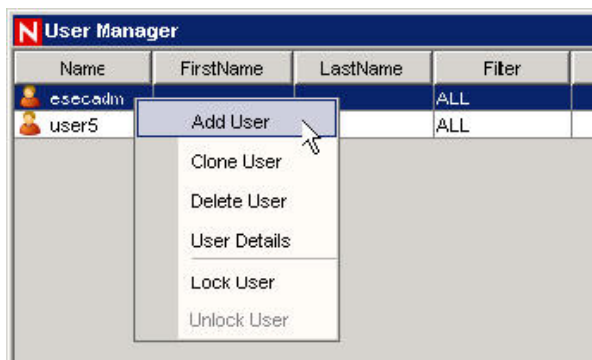 N User Manager
Name FirstName LastName Filter
esecadm ALL
user5 ALL
Add User
Clone User
Delete User
User Details
Lock User
Unlock User